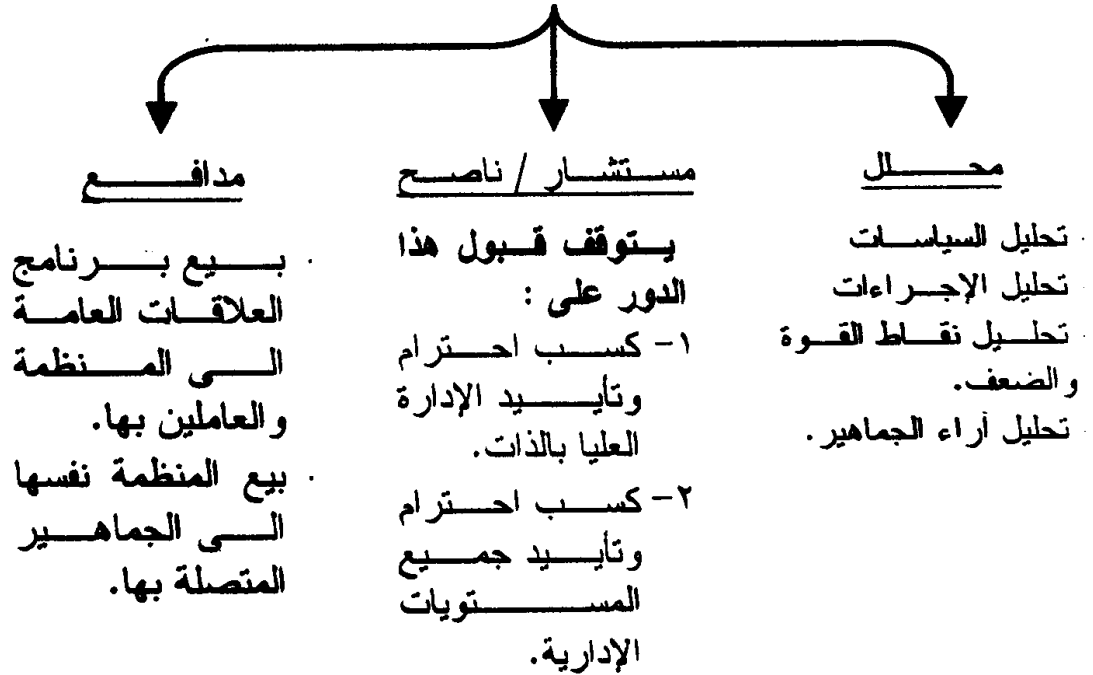 محلل
· تحليل السياسات
· تحليل الإجراءات
· تحليل نقاط القوة
والضعف.
· تحليل أراء الجماهير.
مستشار / ناصح
يتوقف قبول هذا
الدور على :
١- كسب احترام
وتأييد الإدارة
العليا بالذات.
٢- كسب احترام
وتأييد جميع
المستويات
الإدارية.
مدافع
· بيع برنامج
العلاقات العامة
الى المنظمة
والعاملين بها.
· بيع المنظمة نفسها
الى الجماهير
المتصلة بها.